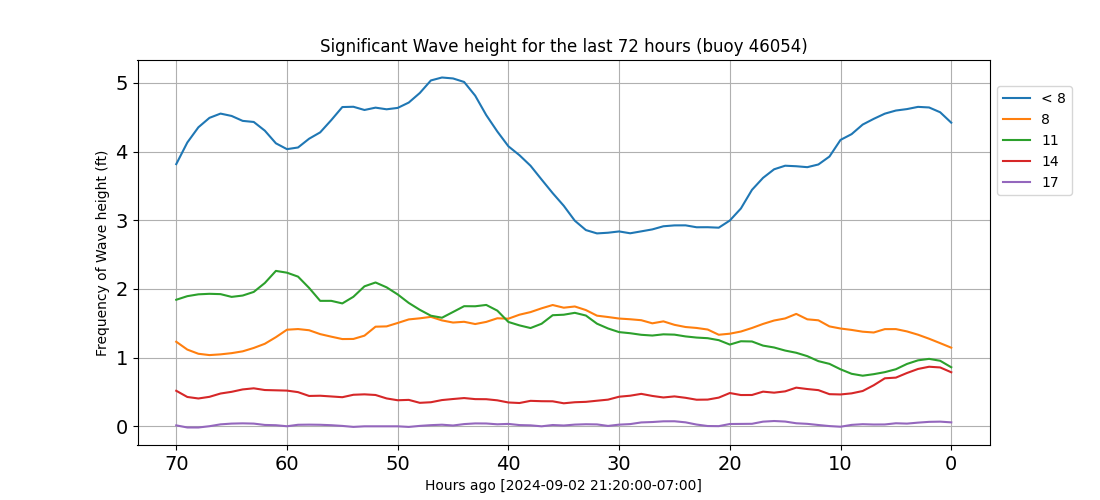 Significant Wave height for the last 72 hours (buoy 46054)
Frequency of Wave height (ft)
5
4
3
2
1
0
70 60 50 40 30 20 10 0
Hours ago [2024-09-02 21:20:00-07:00]
< 8
8
11
14
17